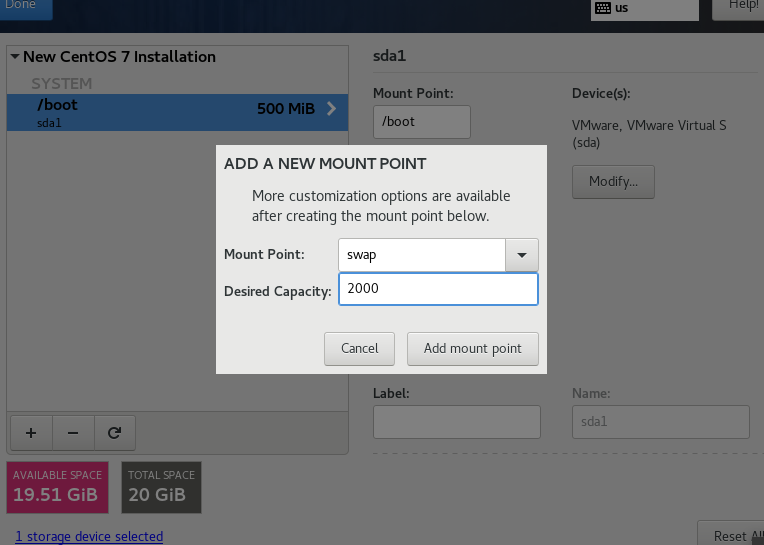 Done
us
Help!
New CentOS 7 Installation
SYSTEM
/boot
500 MiB
sda1
sda1
Mount Point:
Device(s):
/boot
VMware, VMware Virtual S
(sda)
Modify...
ADD A NEW MOUNT POINT
More customization options are available
after creating the mount point below.
Mount Point:
swap
Desired Capacity:
2000
Cancel
Add mount point
Label:
Name:
sda1
AVAILABLE SPACE
19.51 GiB
TOTAL SPACE
20 GiB
1 storage device selected
Reset All